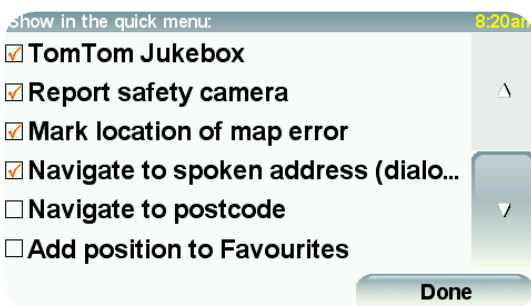 Show in the quick menu: 8:20am
TomTom Jukebox
Report safety camera
Mark location of map error
Navigate to spoken address (dialo...
Navigate to postcode
Add position to Favourites
Done